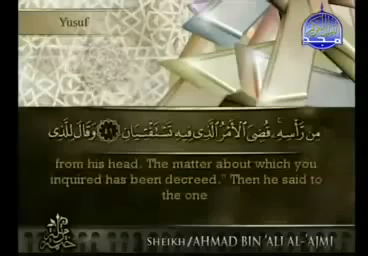 Yusuf
مجد
مِن رَّأْسِهِۦ ۚ قُضِىَ ٱلْأَمْرُ ٱلَّذِى فِيهِ تَسْتَفْتِيَانِ ٤١ وَقَالَ لِلَّذِى
from his head. The matter about which you
inquired has been decreed." Then he said to
the one
SHEIKH/AHMAD BIN 'ALI AL-'AJMI